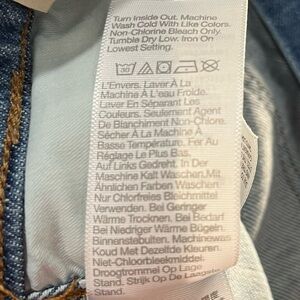 Turn Inside Out. Machine
Wash Cold With Like Colors.
Non-Chlorine Bleach Only.
Tumble Dry Low. Iron On
Lowest Setting.
30
L'Envers. Laver À La
Machine À L'eau Froide.
Laver En Séparant Les
Couleurs. Seulement Agent
De Blanchiment Non-Chlore.
Sécher À La Machine À
Basse Température. Fer Au
Réglage Le Plus Bas.
Auf Links Gedreht. In Der
Maschine Kalt Waschen. Mit
Ähnlichen Farben Waschen.
Nur Chlorfreies Bleichmittel
Verwenden. Bei Geringer
Wärme Trocknen. Bei Bedarf
Bei Niedriger Wärme Bügeln.
Binnenstebuiten. Machinewas
Koud Met Dezelfde Kleuren.
Niet-Chloorbleekmiddel.
Droogtrommel Op Lage
Stand. Strijk Op De Laagste
Stand.